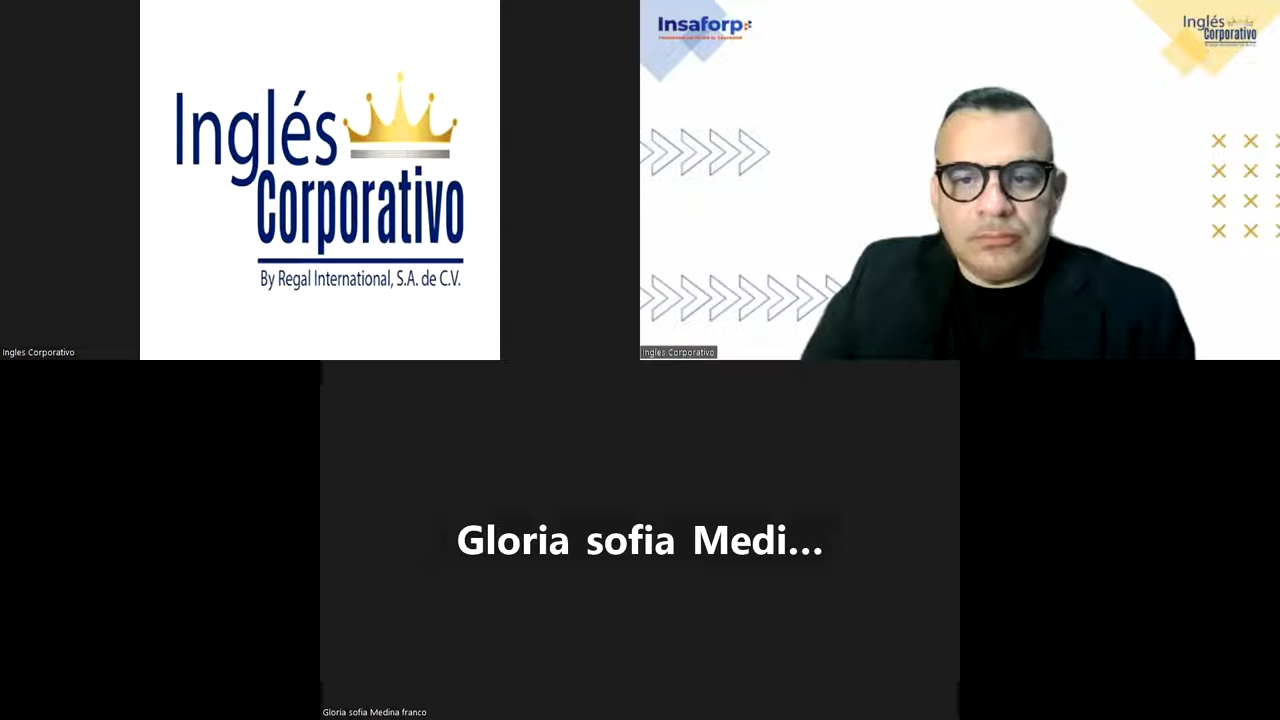 Inglés
Corporativo
By Regal International, S.A. de C.V.
Ingles Corporativo
Insaforp
Inglés
Corporativo
Ingles Corporativo
Gloria sofia Medi...
Gloria sofia Medina franco